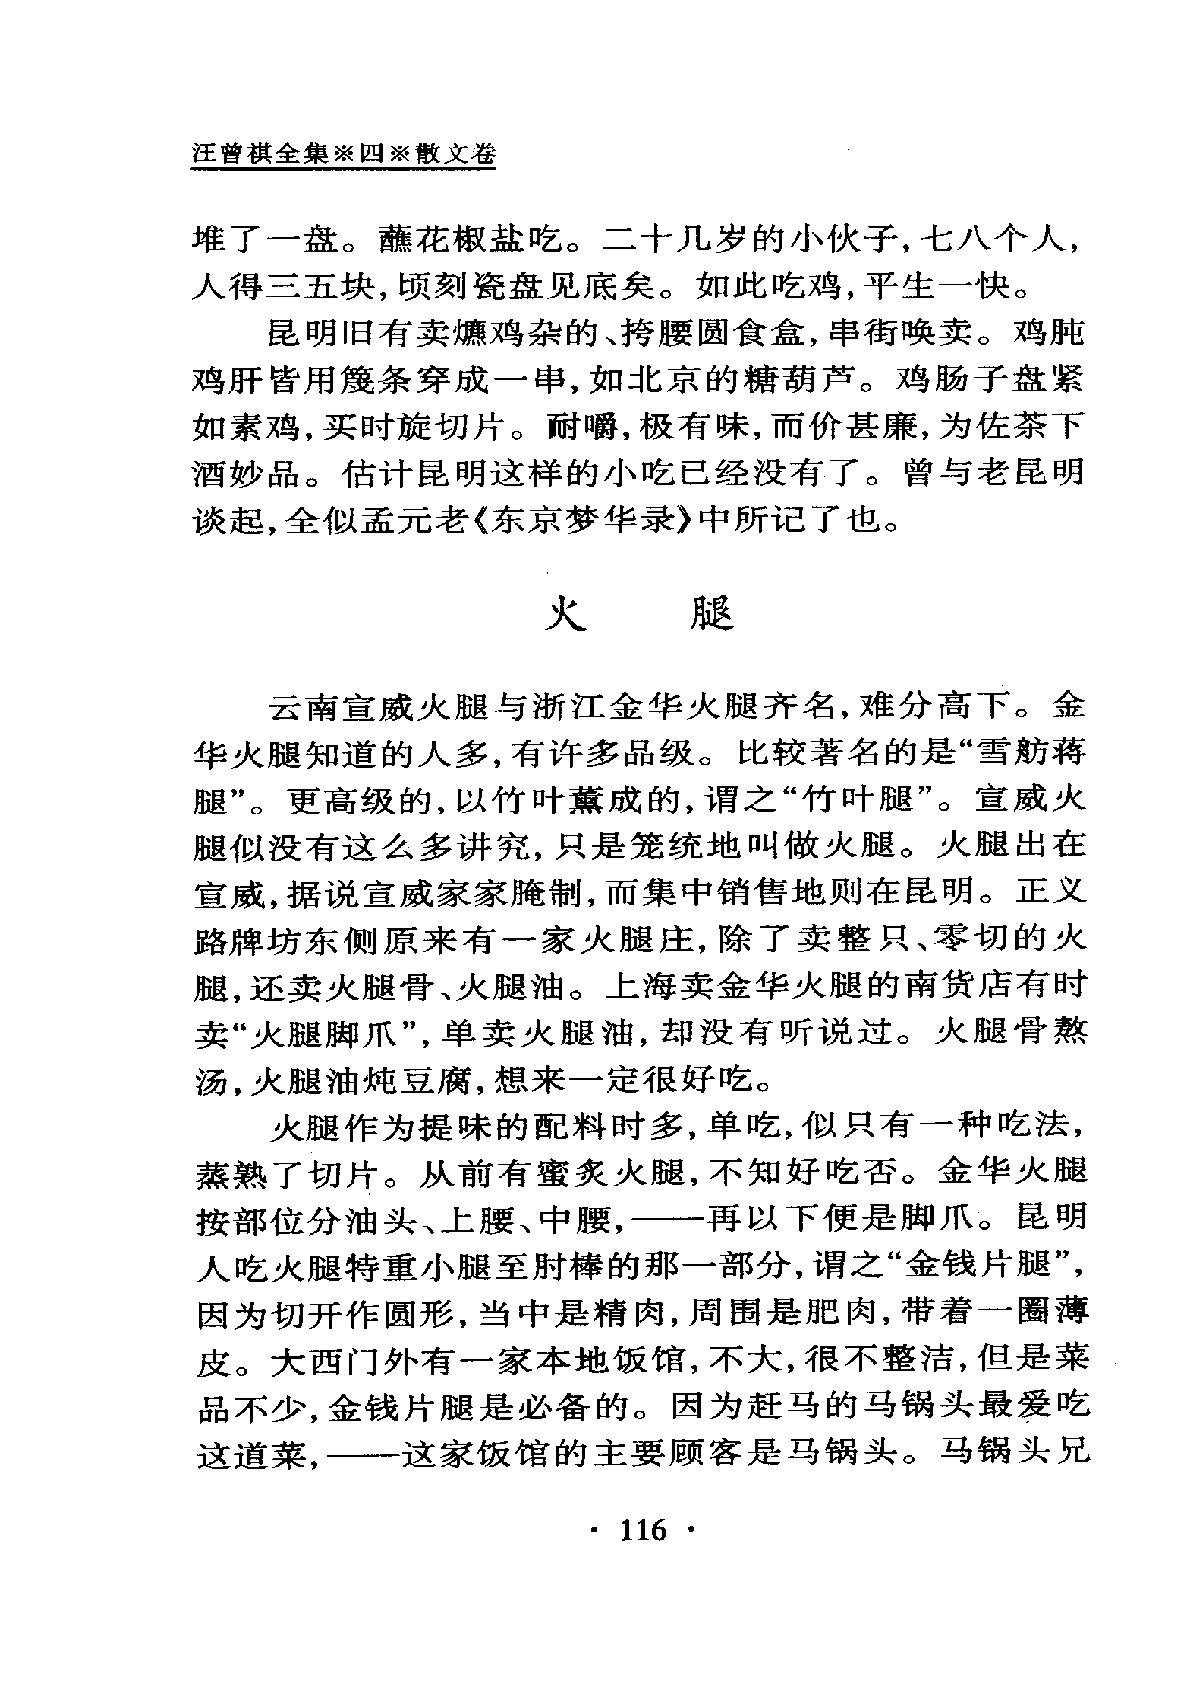 汪曾祺全集※四※散文卷
堆了一盘。蘸花椒盐吃。二十几岁的小伙子,七八个人,
人得三五块,顷刻瓷盘见底矣。如此吃鸡,平生一快。
昆明旧有卖爊鸡杂的、挎腰圆食盒,串街唤卖。鸡肫
鸡肝皆用篾条穿成一串,如北京的糖葫芦。鸡肠子盘紧
如素鸡,买时旋切片。耐嚼,极有味,而价甚廉,为佐茶下
酒妙品。估计昆明这样的小吃已经没有了。曾与老昆明
谈起,全似孟元老《东京梦华录》中所记了也。
火 腿
云南宣威火腿与浙江金华火腿齐名,难分高下。金
华火腿知道的人多,有许多品级。比较著名的是“雪舫蒋
腿”。更高级的,以竹叶薰成的,谓之“竹叶腿”。宣威火
腿似没有这么多讲究,只是笼统地叫做火腿。火腿出在
宣威,据说宣威家家腌制,而集中销售地则在昆明。正义
路牌坊东侧原来有一家火腿庄,除了卖整只、零切的火
腿,还卖火腿骨、火腿油。上海卖金华火腿的南货店有时
卖“火腿脚爪”,单卖火腿油,却没有听说过。火腿骨熬
汤,火腿油炖豆腐,想来一定很好吃。
火腿作为提味的配料时多,单吃,似只有一种吃法,
蒸熟了切片。从前有蜜炙火腿,不知好吃否。金华火腿
按部位分油头、上腰、中腰,——再以下便是脚爪。昆明
人吃火腿特重小腿至肘棒的那一部分,谓之“金钱片腿”,
因为切开作圆形,当中是精肉,周围是肥肉,带着一圈薄
皮。大西门外有一家本地饭馆,不大,很不整洁,但是菜
品不少,金钱片腿是必备的。因为赶马的马锅头最爱吃
这道菜,——这家饭馆的主要顾客是马锅头。马锅头兄
· 116 ·